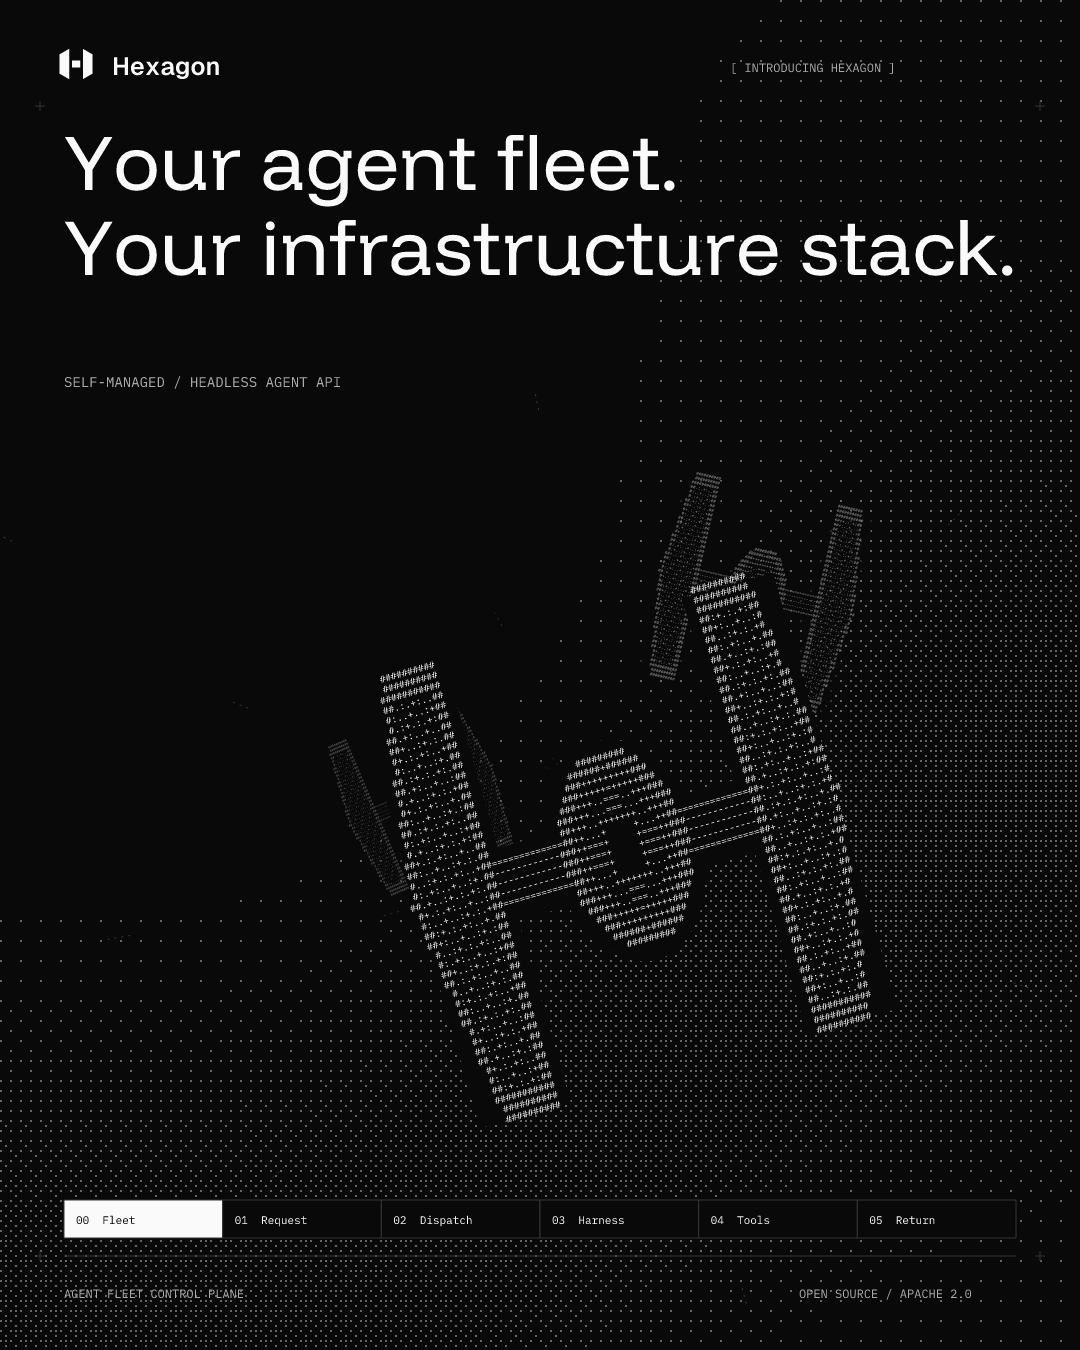 Hexagon
[ INTRODUCING HEXAGON ]
Your agent fleet.
Your infrastructure stack.
SELF-MANAGED / HEADLESS AGENT API
00 Fleet
01 Request
02 Dispatch
03 Harness
04 Tools
05 Return
AGENT FLEET CONTROL PLANE
OPEN SOURCE / APACHE 2.0